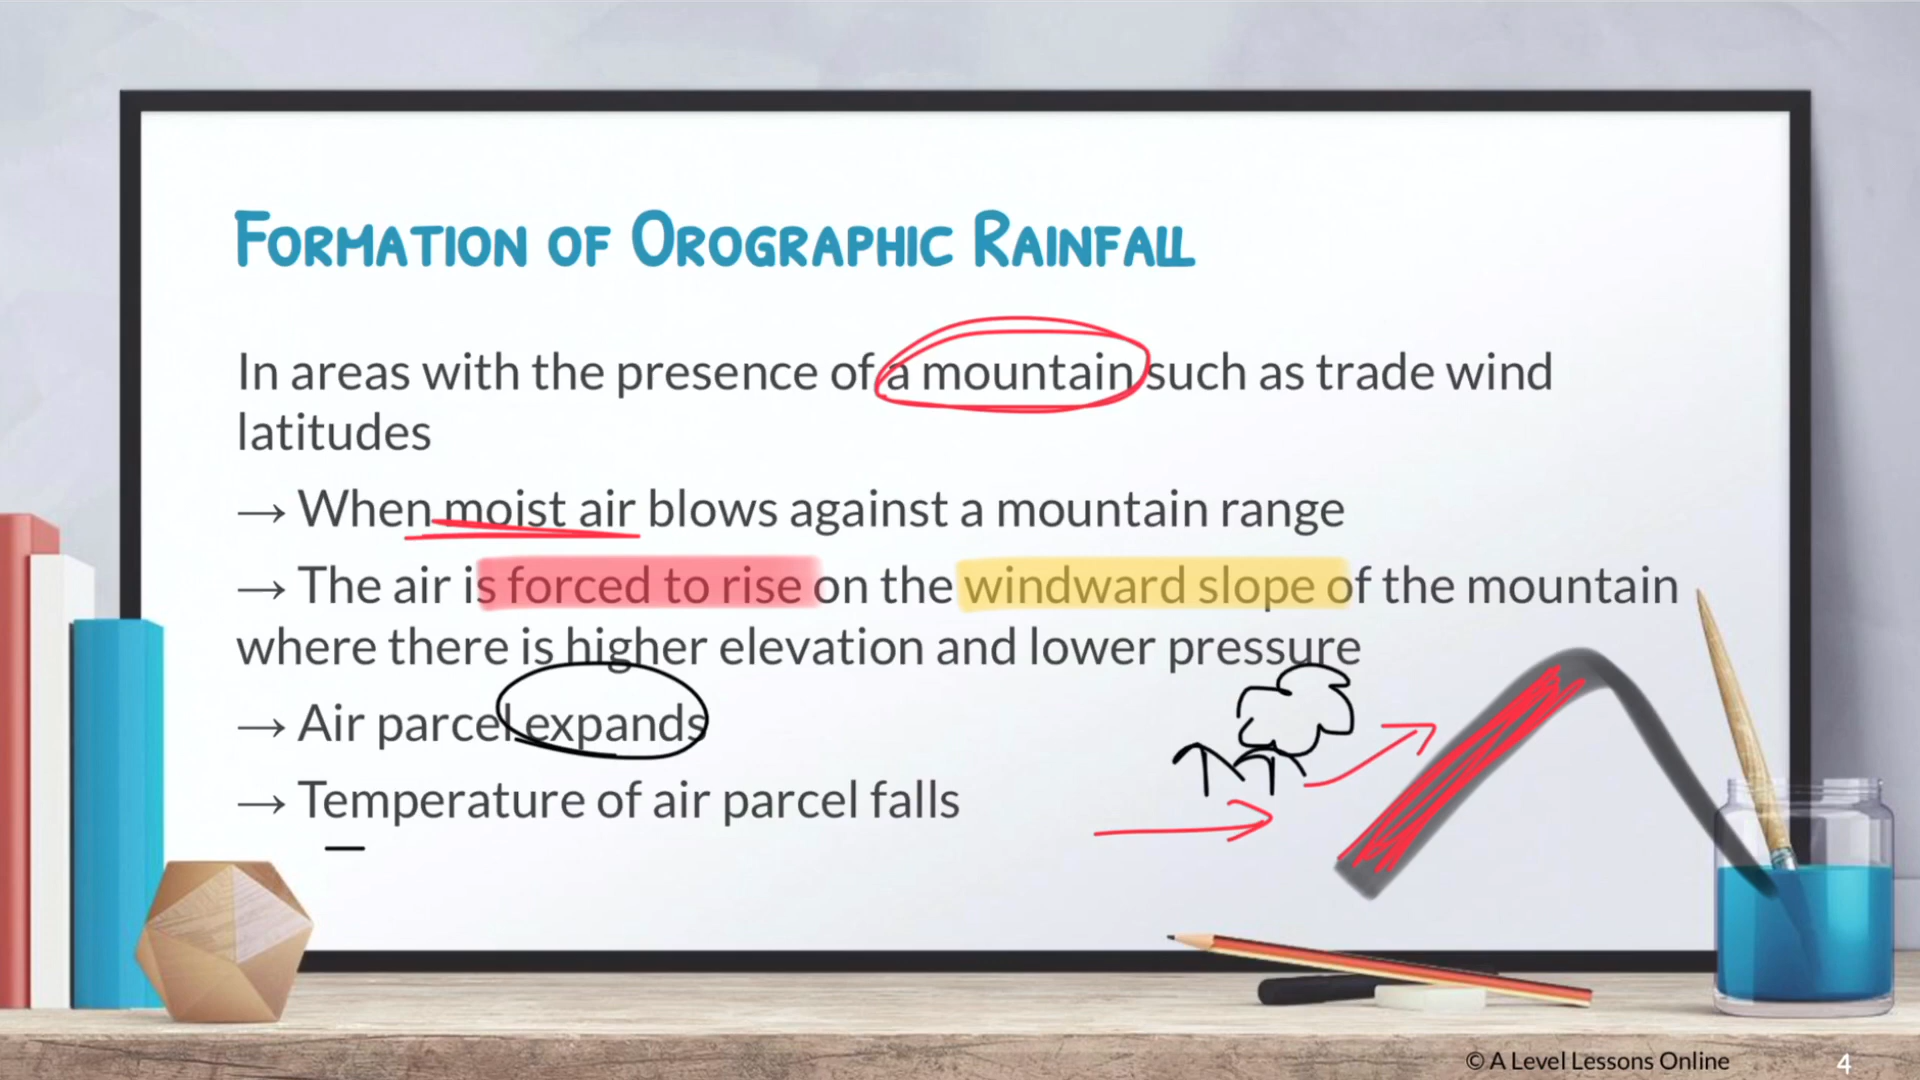 FORMATION OF OROGRAPHIC RAINFALL
In areas with the presence of a mountain such as trade wind
latitudes
→ When moist air blows against a mountain range
→ The air is forced to rise on the windward slope of the mountain
where there is higher elevation and lower pressure
→ Air parcel expands
→ Temperature of air parcel falls
© A Level Lessons Online
4